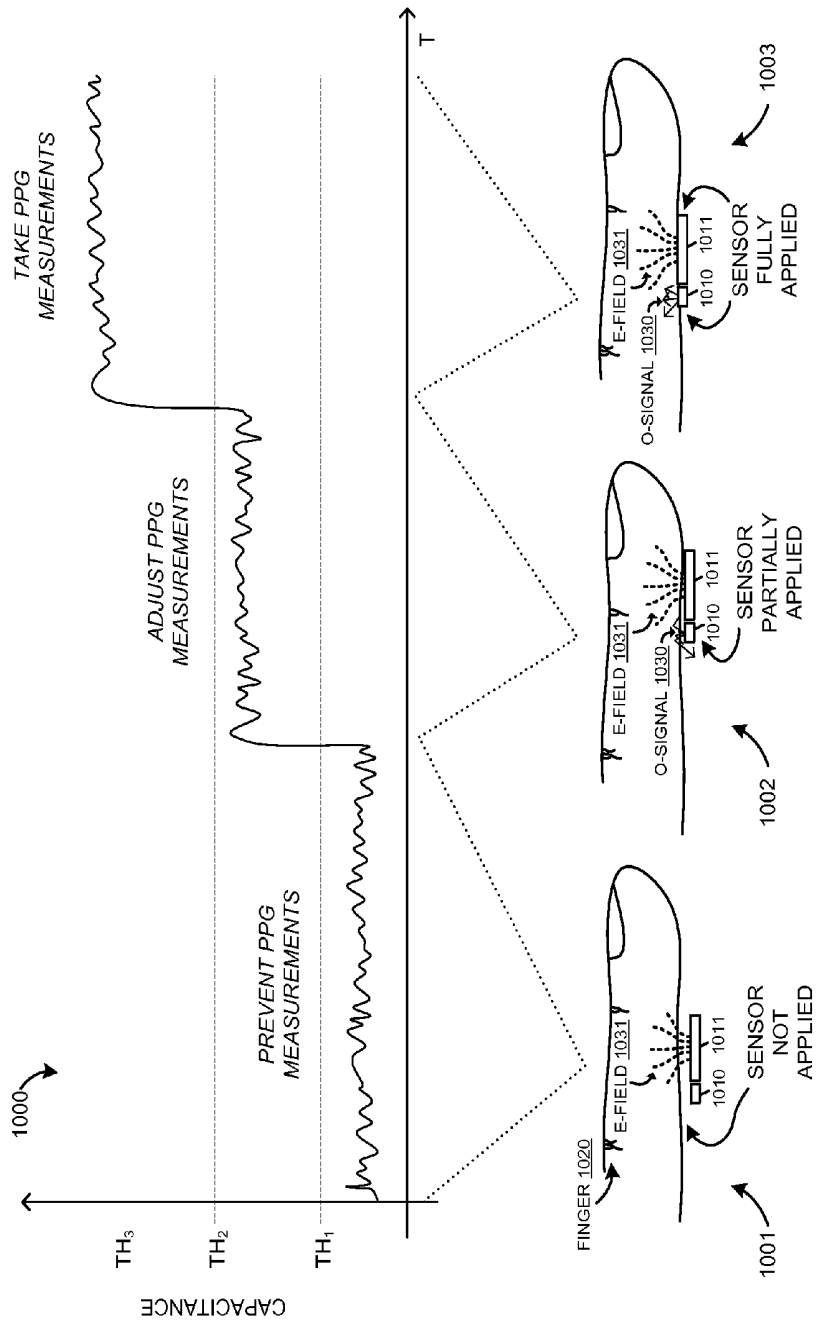 1000
CAPACITANCE
TH3
TH2
TH1
T
PREVENT PPG
MEASUREMENTS
ADJUST PPG
MEASUREMENTS
TAKE PPG
MEASUREMENTS
FINGER 1020
E-FIELD 1031
1010
1011
SENSOR
NOT
APPLIED
1001
E-FIELD 1031
O-SIGNAL 1030
1010
1011
SENSOR
PARTIALLY
APPLIED
1002
E-FIELD 1031
O-SIGNAL 1030
1010
1011
SENSOR
FULLY
APPLIED
1003